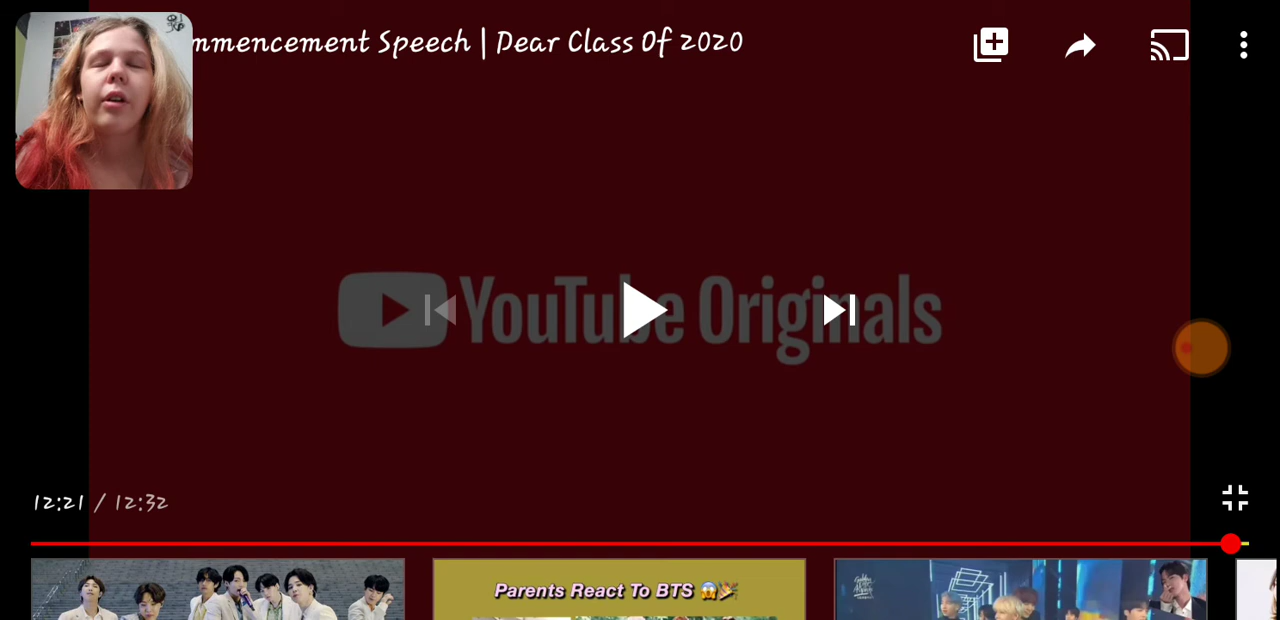 mmencement Speech | Dear Class Of 2020
YouTube Originals
12:21 / 12:32
Parents React To BTS 😱🎉